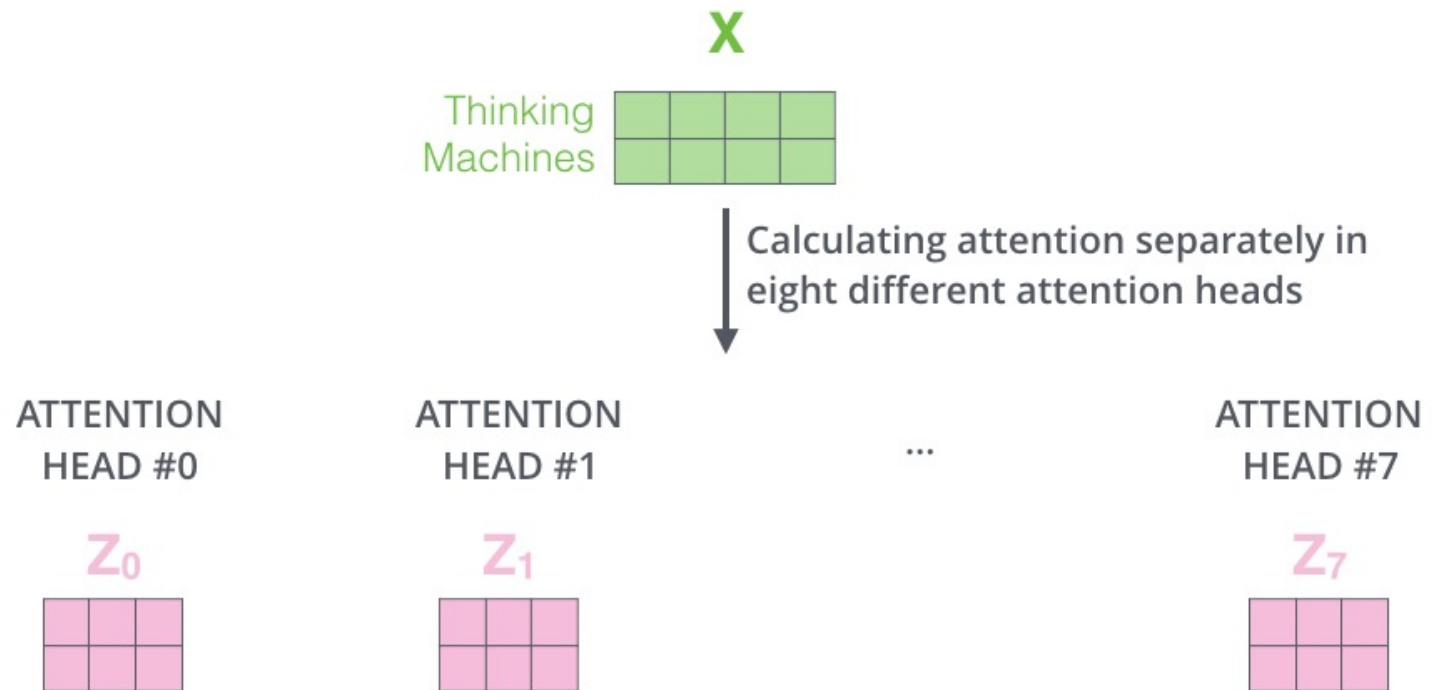 X
Thinking
Machines
Calculating attention separately in
eight different attention heads
ATTENTION
HEAD #0
ATTENTION
HEAD #1
...
ATTENTION
HEAD #7
Z0
Z1
Z7